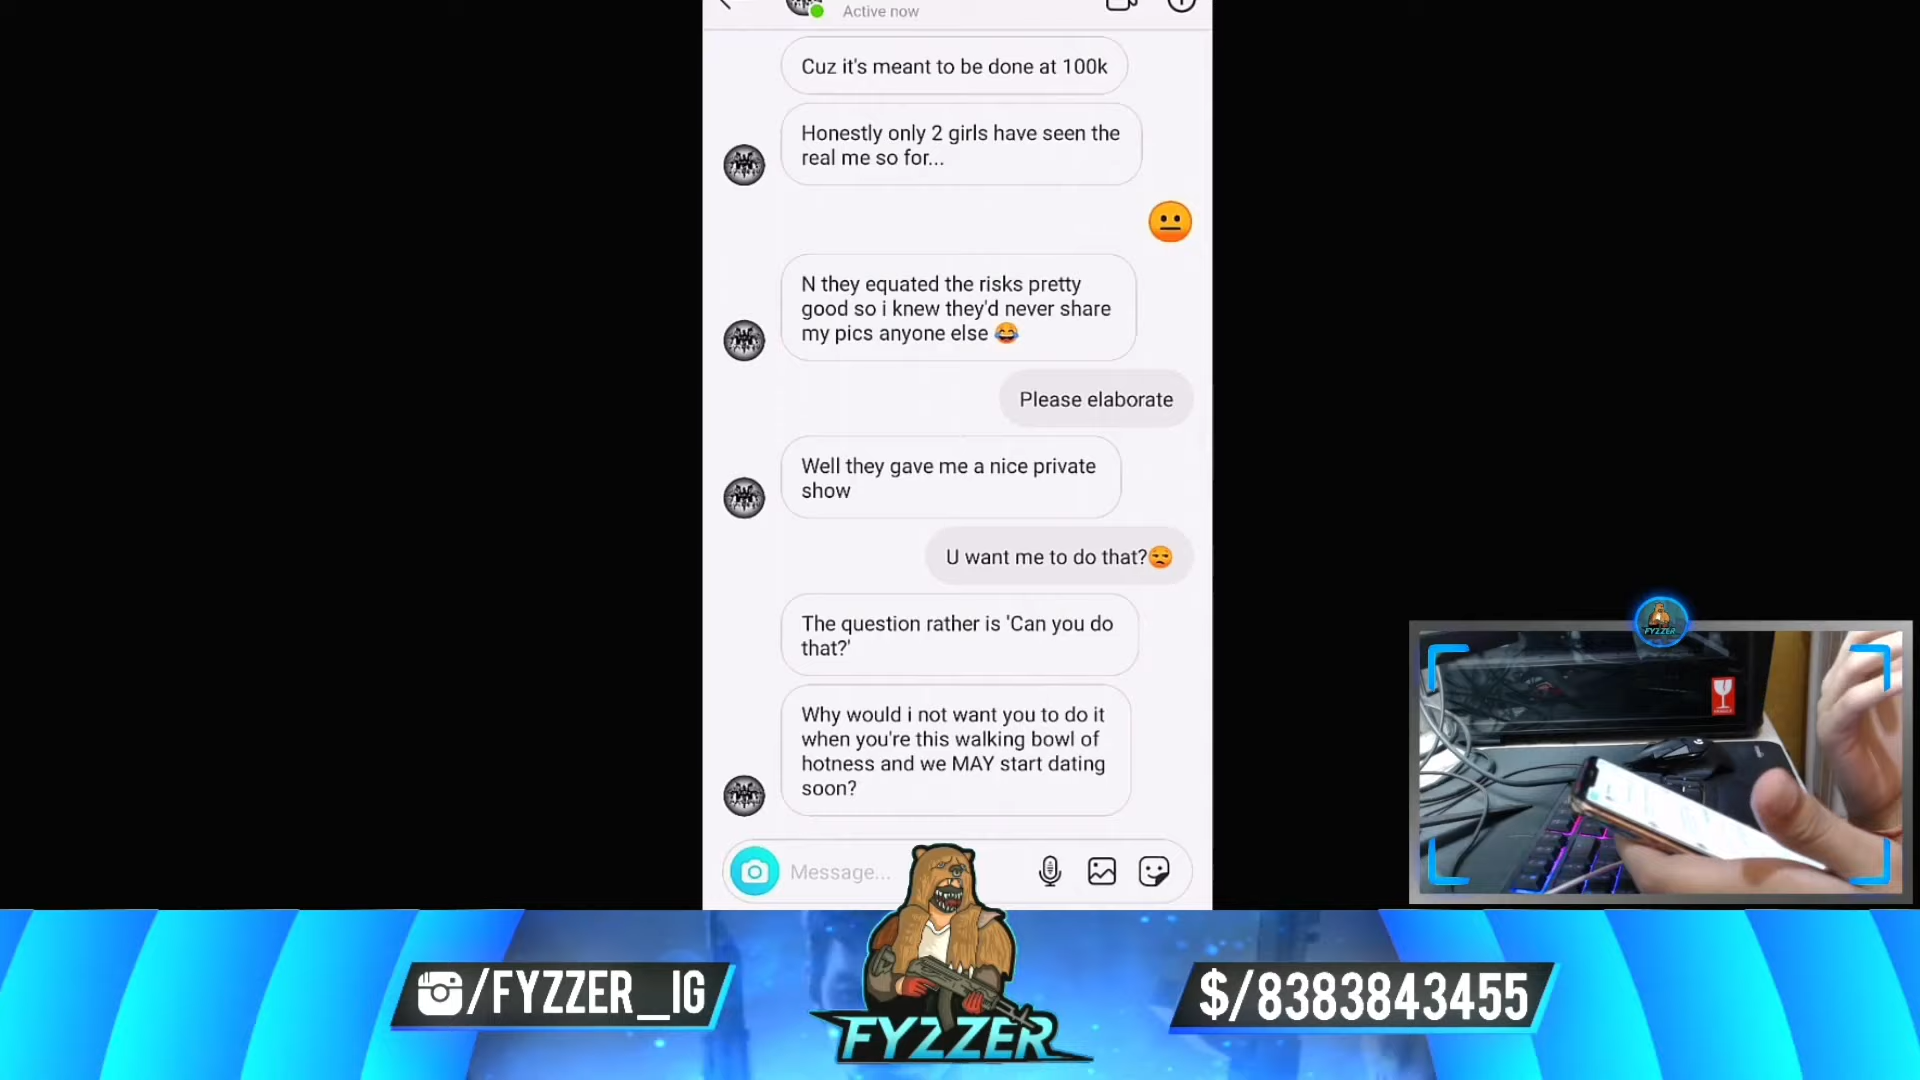 Active now
Cuz it's meant to be done at 100k
Honestly only 2 girls have seen the
real me so for...
N they equated the risks pretty
good so i knew they'd never share
my pics anyone else 😂
Please elaborate
Well they gave me a nice private
show
U want me to do that?😒
The question rather is 'Can you do
that?'
Why would i not want you to do it
when you're this walking bowl of
hotness and we MAY start dating
soon?
Message...
FYZZER
/FYZZER_IG
FYZZER
$/8383843455